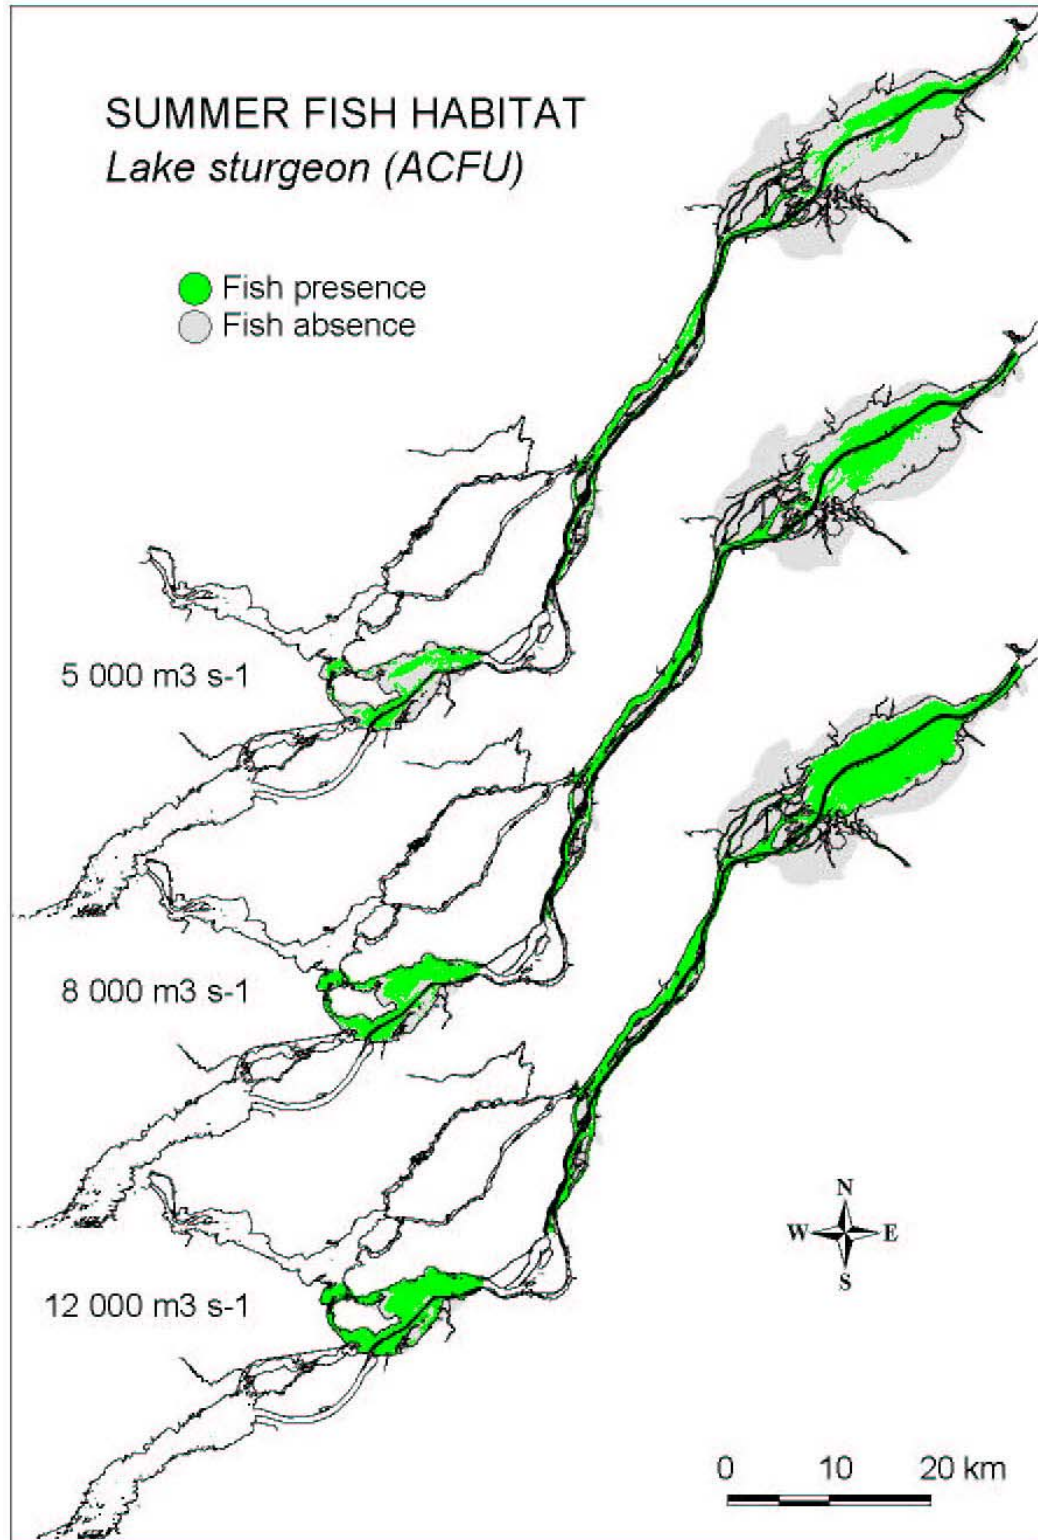 SUMMER FISH HABITAT
Lake sturgeon (ACFU)
Fish presence
Fish absence
5 000 m3 s-1
8 000 m3 s-1
12 000 m3 s-1
N
W E
S
0 10 20 km